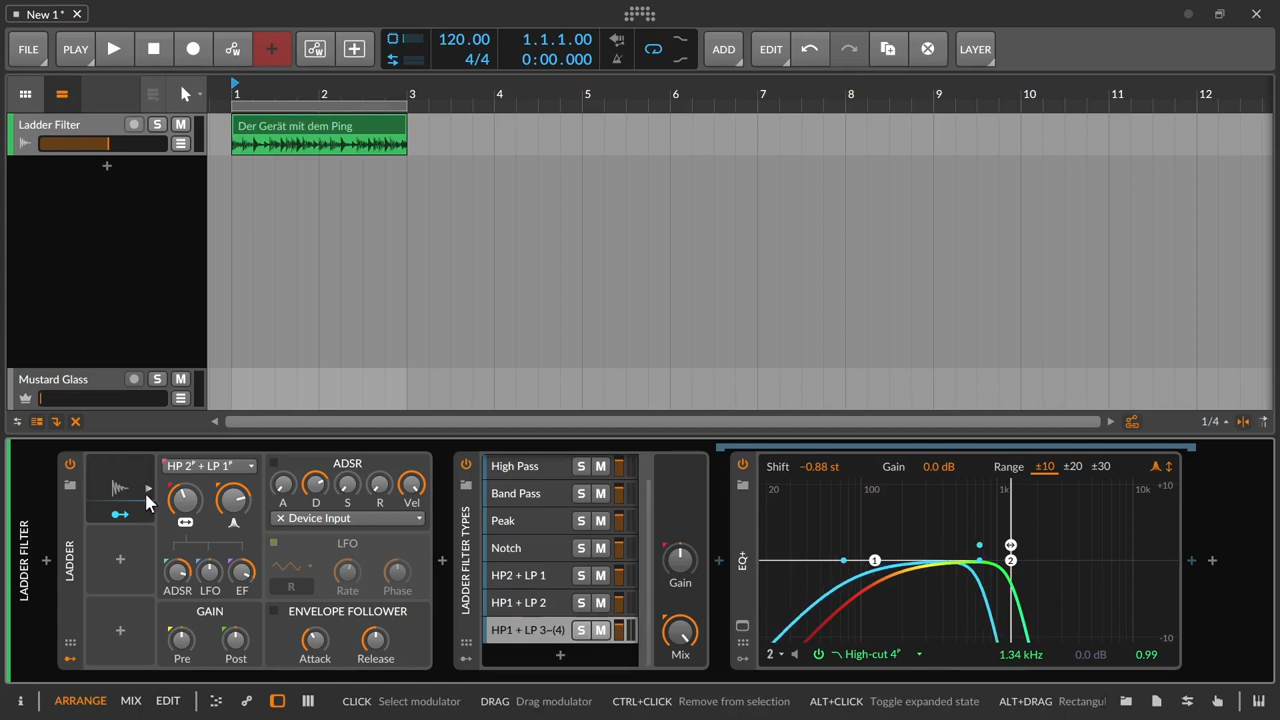 New 1*
FILE
PLAY
120.00
4/4
1.1.1.00
0:00.000
ADD
EDIT
LAYER
1 2 3 4 5 6 7 8 9 10 11 12
Ladder Filter S M
Der Gerät mit dem Ping
+
Mustard Glass S M
1/4
LADDER FILTER
LADDER
HP 2ᴾ + LP 1ᴾ
ADSR
A D S R Vel
Device Input
LFO
R Rate Phase
ADSR LFO EF
GAIN
Pre Post
ENVELOPE FOLLOWER
Attack Release
LADDER FILTER TYPES
High Pass S M
Band Pass S M
Peak S M
Notch S M
HP2 + LP 1 S M
HP1 + LP 2 S M
HP1 + LP 3~(4) S M
Gain
Mix
EQ+
Shift -0.88 st Gain 0.0 dB Range ±10 ±20 ±30
20 100 1k 10k +10
1 2
-10
2 High-cut 4ᴾ 1.34 kHz 0.0 dB 0.99
ARRANGE MIX EDIT
CLICK Select modulator DRAG Drag modulator CTRL+CLICK Remove from selection ALT+CLICK Toggle expanded state ALT+DRAG Rectangu